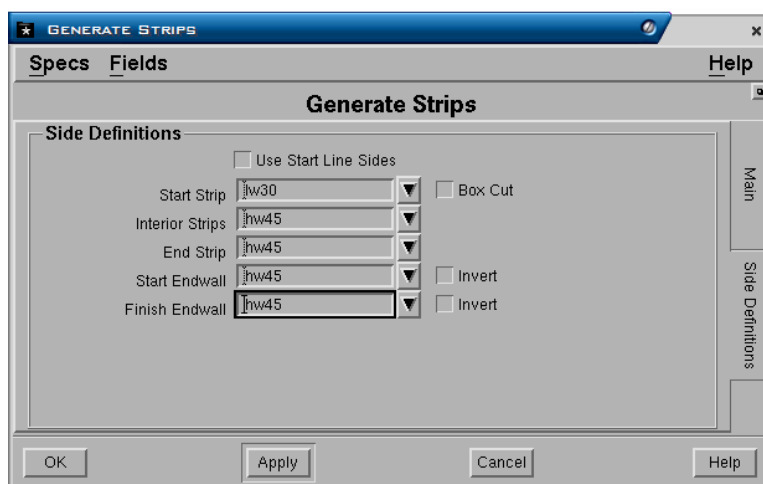 GENERATE STRIPS
Specs Fields Help
Generate Strips
Side Definitions
Use Start Line Sides
Start Strip lw30 Box Cut
Interior Strips hw45
End Strip hw45
Start Endwall hw45 Invert
Finish Endwall hw45 Invert
Main
Side Definitions
OK Apply Cancel Help